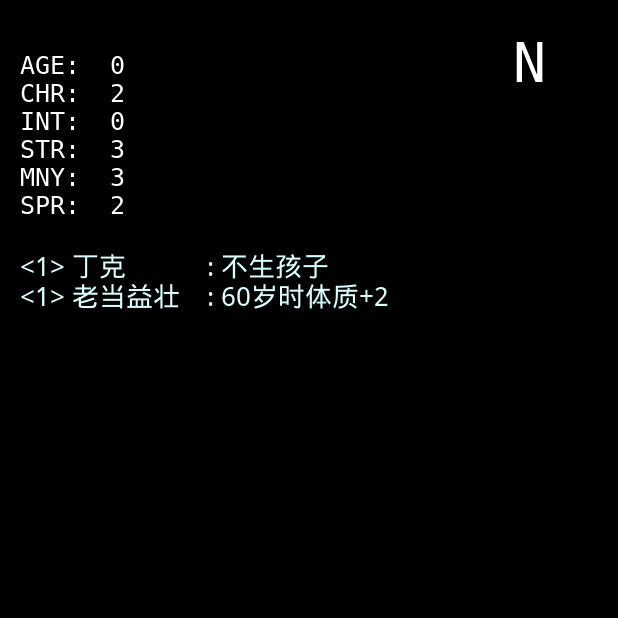 N
AGE: 0
CHR: 2
INT: 0
STR: 3
MNY: 3
SPR: 2
<1> 丁克 : 不生孩子
<1> 老当益壮 : 60岁时体质+2